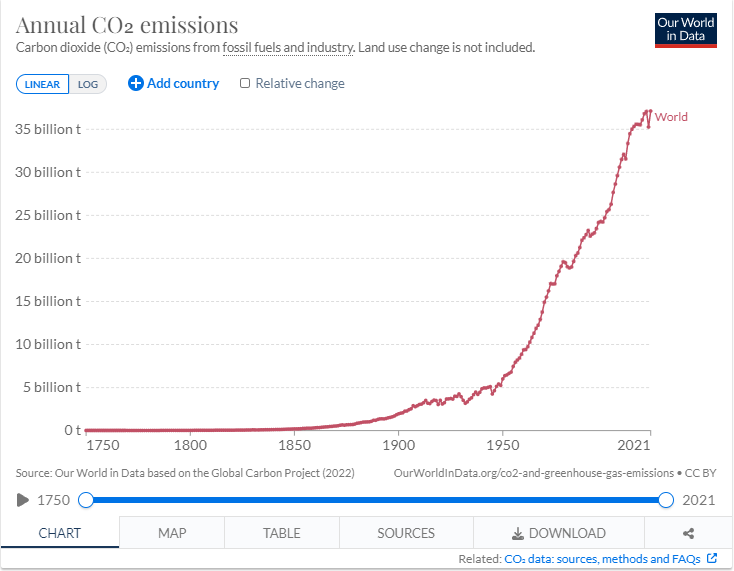 Annual CO₂ emissions
Our World
in Data
Carbon dioxide (CO₂) emissions from fossil fuels and industry. Land use change is not included.
LINEAR LOG Add country Relative change
World
35 billion t
30 billion t
25 billion t
20 billion t
15 billion t
10 billion t
5 billion t
0 t
1750 1800 1850 1900 1950 2021
Source: Our World in Data based on the Global Carbon Project (2022) OurWorldInData.org/co2-and-greenhouse-gas-emissions • CC BY
1750 2021
CHART MAP TABLE SOURCES DOWNLOAD
Related: CO₂ data: sources, methods and FAQs